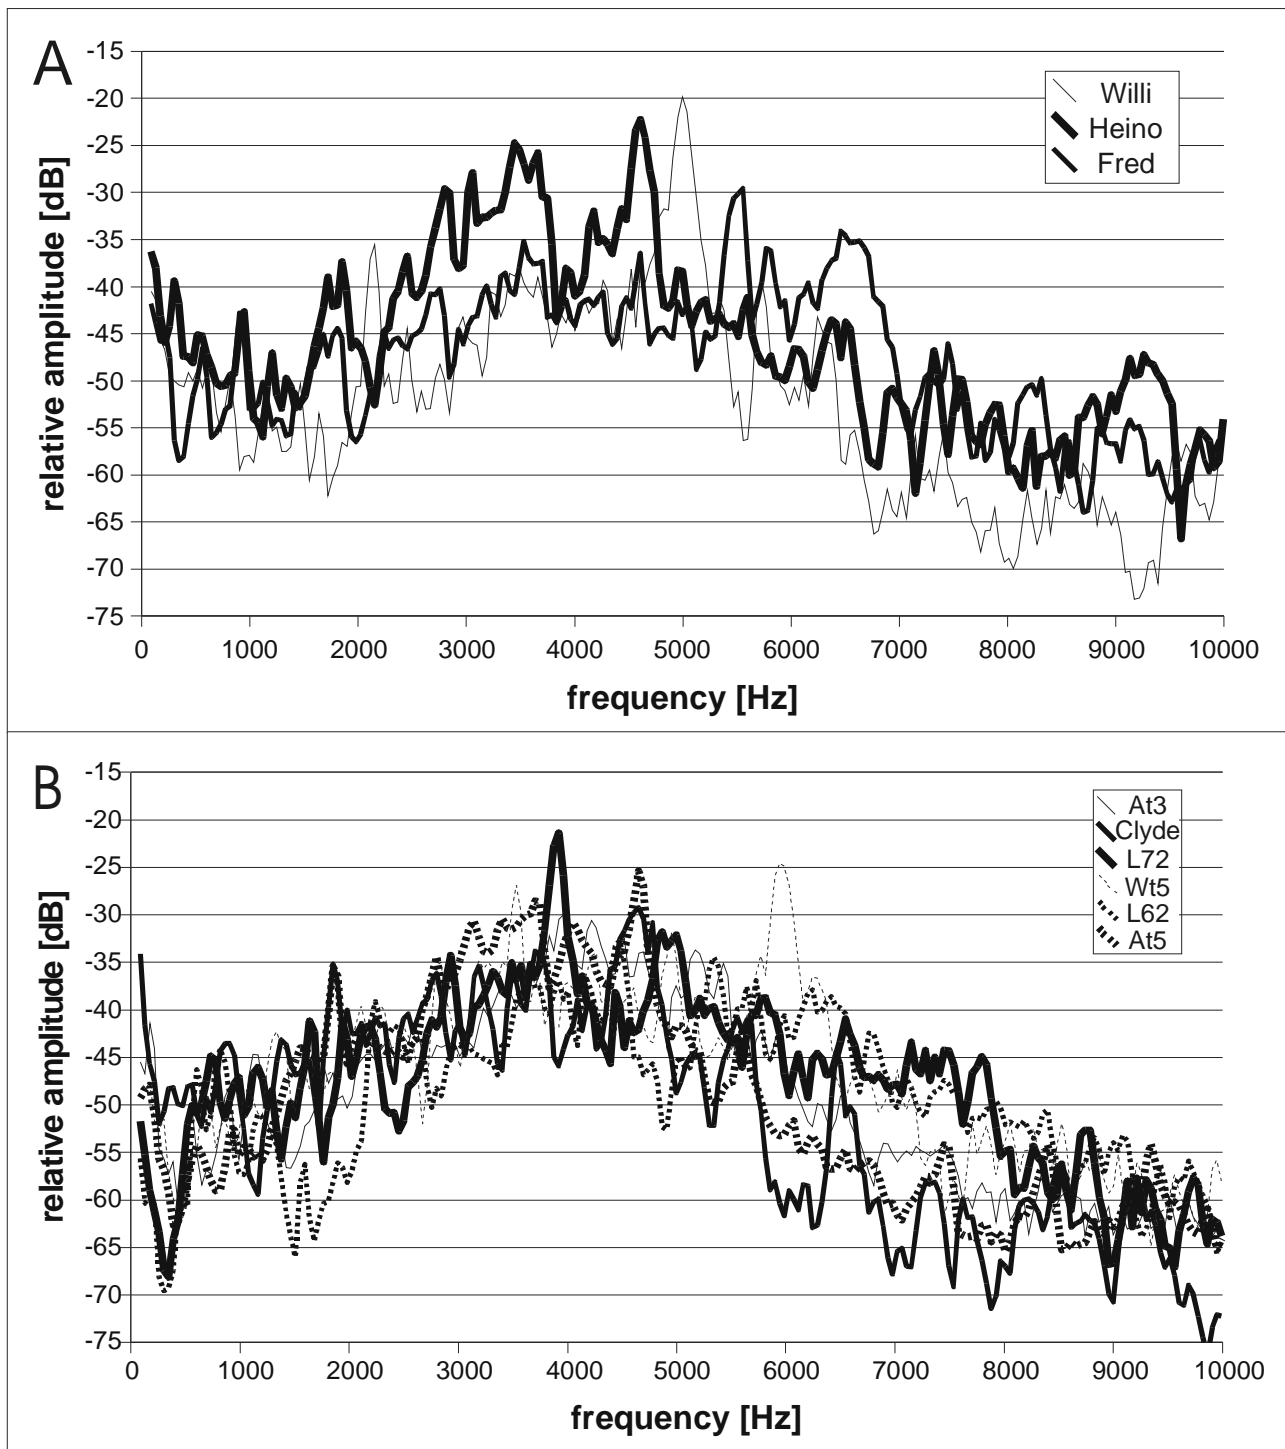 A
-15
-20
-25
-30
-35
-40
-45
-50
-55
-60
-65
-70
-75
relative amplitude [dB]
Willi
Heino
Fred
0 1000 2000 3000 4000 5000 6000 7000 8000 9000 10000
frequency [Hz]
B
-15
-20
-25
-30
-35
-40
-45
-50
-55
-60
-65
-70
-75
relative amplitude [dB]
At3
Clyde
L72
Wt5
L62
At5
0 1000 2000 3000 4000 5000 6000 7000 8000 9000 10000
frequency [Hz]